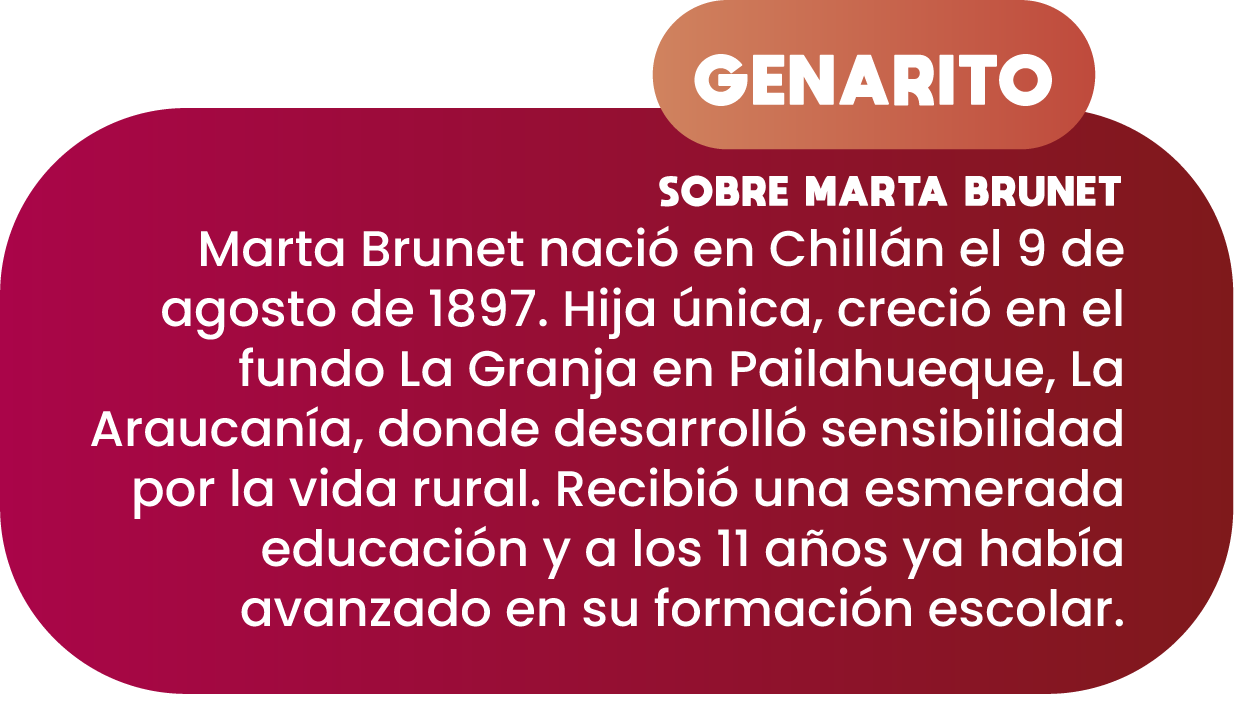 GENARITO
SOBRE MARTA BRUNET
Marta Brunet nació en Chillán el 9 de
agosto de 1897. Hija única, creció en el
fundo La Granja en Pailahueque, La
Araucanía, donde desarrolló sensibilidad
por la vida rural. Recibió una esmerada
educación y a los 11 años ya había
avanzado en su formación escolar.